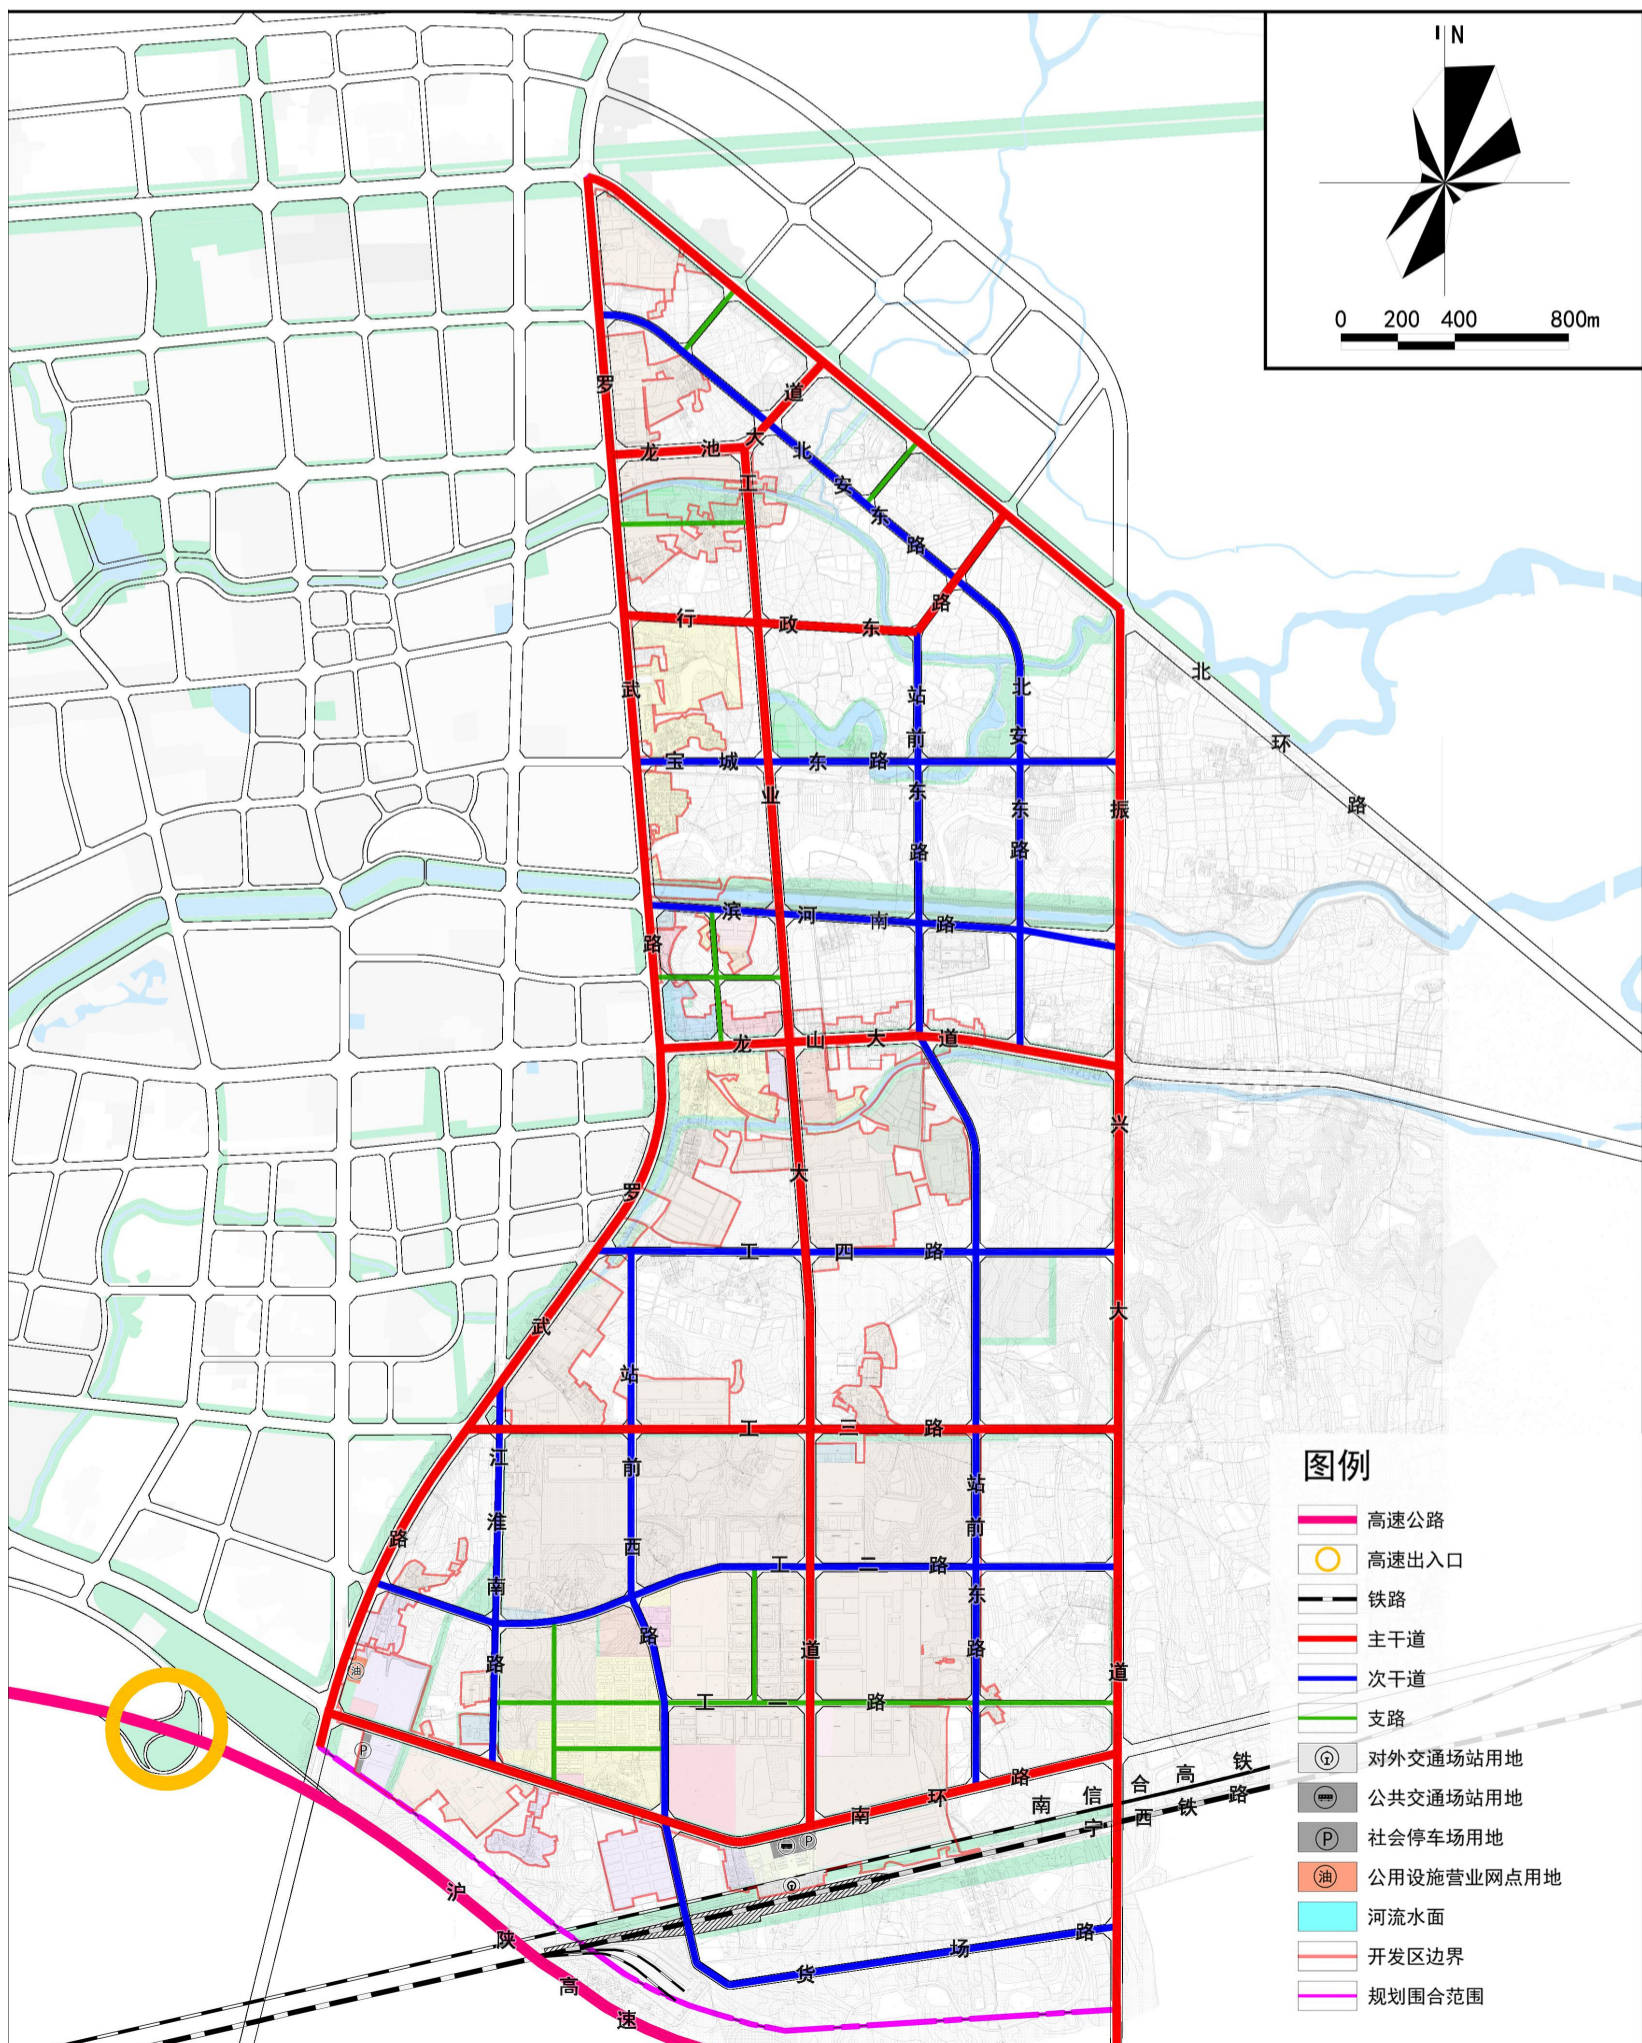 N
0 200 400 800m
罗武路
罗武路
龙池大道
北安东路
工业大道
行政东路
站前东路
北安东路
北环路
宝城东路
滨河南路
龙山大道
振兴大道
工四路
站前西路
工三路
江淮南路
站前东路
工二路
工一路
南环路
南信合高铁
宁西铁路
货场路
沪陕高速
油
P
P
图例
高速公路
高速出入口
铁路
主干道
次干道
支路
对外交通场站用地
公共交通场站用地
P 社会停车场用地
油 公用设施营业网点用地
河流水面
开发区边界
规划围合范围